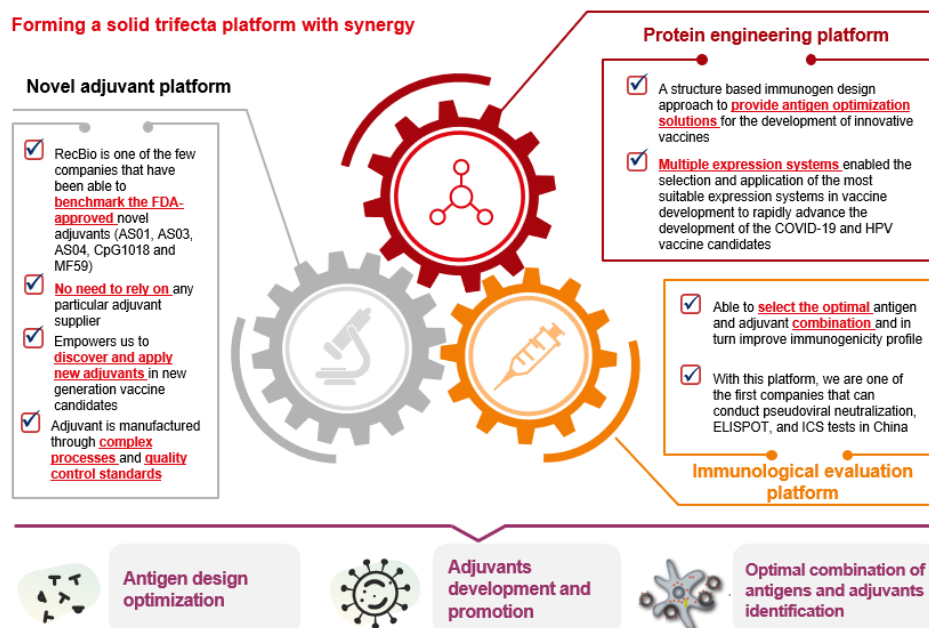 Forming a solid trifecta platform with synergy
Novel adjuvant platform
RecBio is one of the few
companies that have
been able to
benchmark the FDA-
approved novel
adjuvants (AS01, AS03,
AS04, CpG1018 and
MF59)
No need to rely on any
particular adjuvant
supplier
Empowers us to
discover and apply
new adjuvants in new
generation vaccine
candidates
Adjuvant is manufactured
through complex
processes and quality
control standards
Protein engineering platform
A structure based immunogen design
approach to provide antigen optimization
solutions for the development of innovative
vaccines
Multiple expression systems enabled the
selection and application of the most
suitable expression systems in vaccine
development to rapidly advance the
development of the COVID-19 and HPV
vaccine candidates
Able to select the optimal antigen
and adjuvant combination and in
turn improve immunogenicity profile
With this platform, we are one of
the first companies that can
conduct pseudoviral neutralization,
ELISPOT, and ICS tests in China
Immunological evaluation
platform
Antigen design
optimization
Adjuvants
development and
promotion
Optimal combination of
antigens and adjuvants
identification